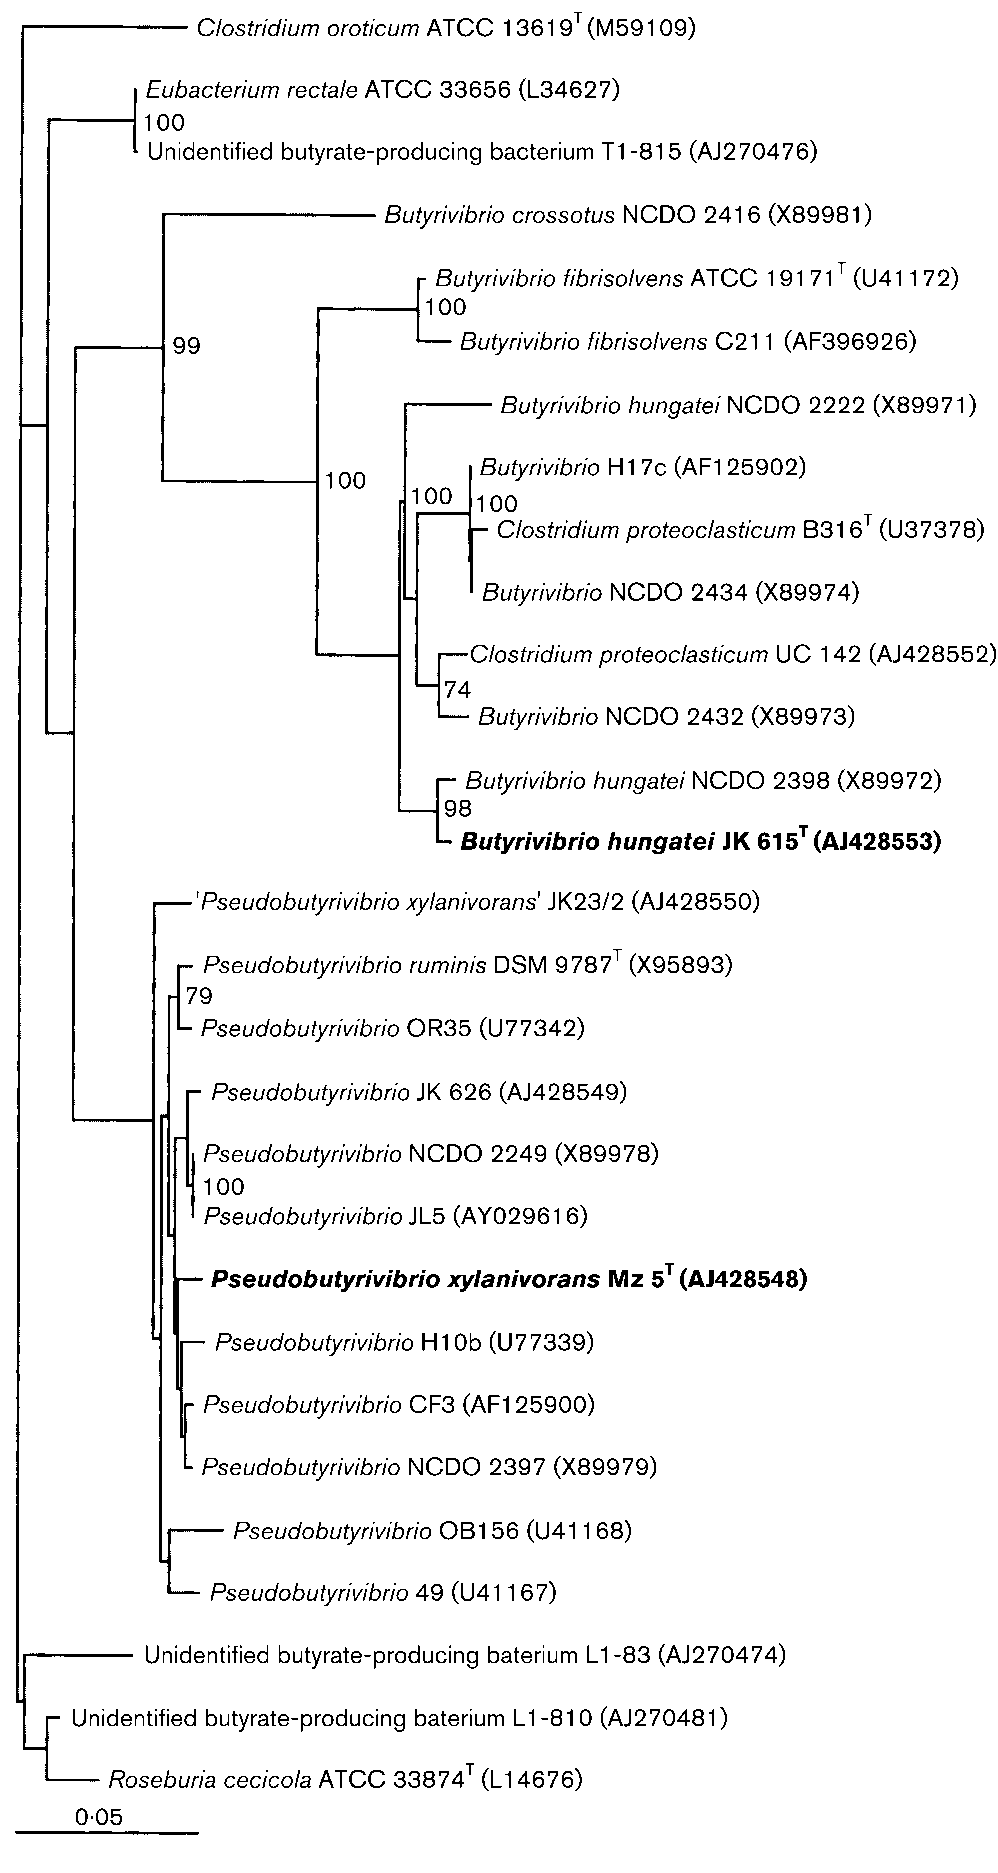 Clostridium oroticum ATCC 13619T (M59109)
Eubacterium rectale ATCC 33656 (L34627)
100
Unidentified butyrate-producing bacterium T1-815 (AJ270476)
Butyrivibrio crossotus NCDO 2416 (X89981)
Butyrivibrio fibrisolvens ATCC 19171T (U41172)
100
Butyrivibrio fibrisolvens C211 (AF396926)
99
Butyrivibrio hungatei NCDO 2222 (X89971)
Butyrivibrio H17c (AF125902)
100
100
100
Clostridium proteoclasticum B316T (U37378)
Butyrivibrio NCDO 2434 (X89974)
Clostridium proteoclasticum UC 142 (AJ428552)
74
Butyrivibrio NCDO 2432 (X89973)
Butyrivibrio hungatei NCDO 2398 (X89972)
98
Butyrivibrio hungatei JK 615T (AJ428553)
'Pseudobutyrivibrio xylanivorans' JK23/2 (AJ428550)
Pseudobutyrivibrio ruminis DSM 9787T (X95893)
79
Pseudobutyrivibrio OR35 (U77342)
Pseudobutyrivibrio JK 626 (AJ428549)
Pseudobutyrivibrio NCDO 2249 (X89978)
100
Pseudobutyrivibrio JL5 (AY029616)
Pseudobutyrivibrio xylanivorans Mz 5T (AJ428548)
Pseudobutyrivibrio H10b (U77339)
Pseudobutyrivibrio CF3 (AF125900)
Pseudobutyrivibrio NCDO 2397 (X89979)
Pseudobutyrivibrio OB156 (U41168)
Pseudobutyrivibrio 49 (U41167)
Unidentified butyrate-producing baterium L1-83 (AJ270474)
Unidentified butyrate-producing baterium L1-810 (AJ270481)
Roseburia cecicola ATCC 33874T (L14676)
0·05